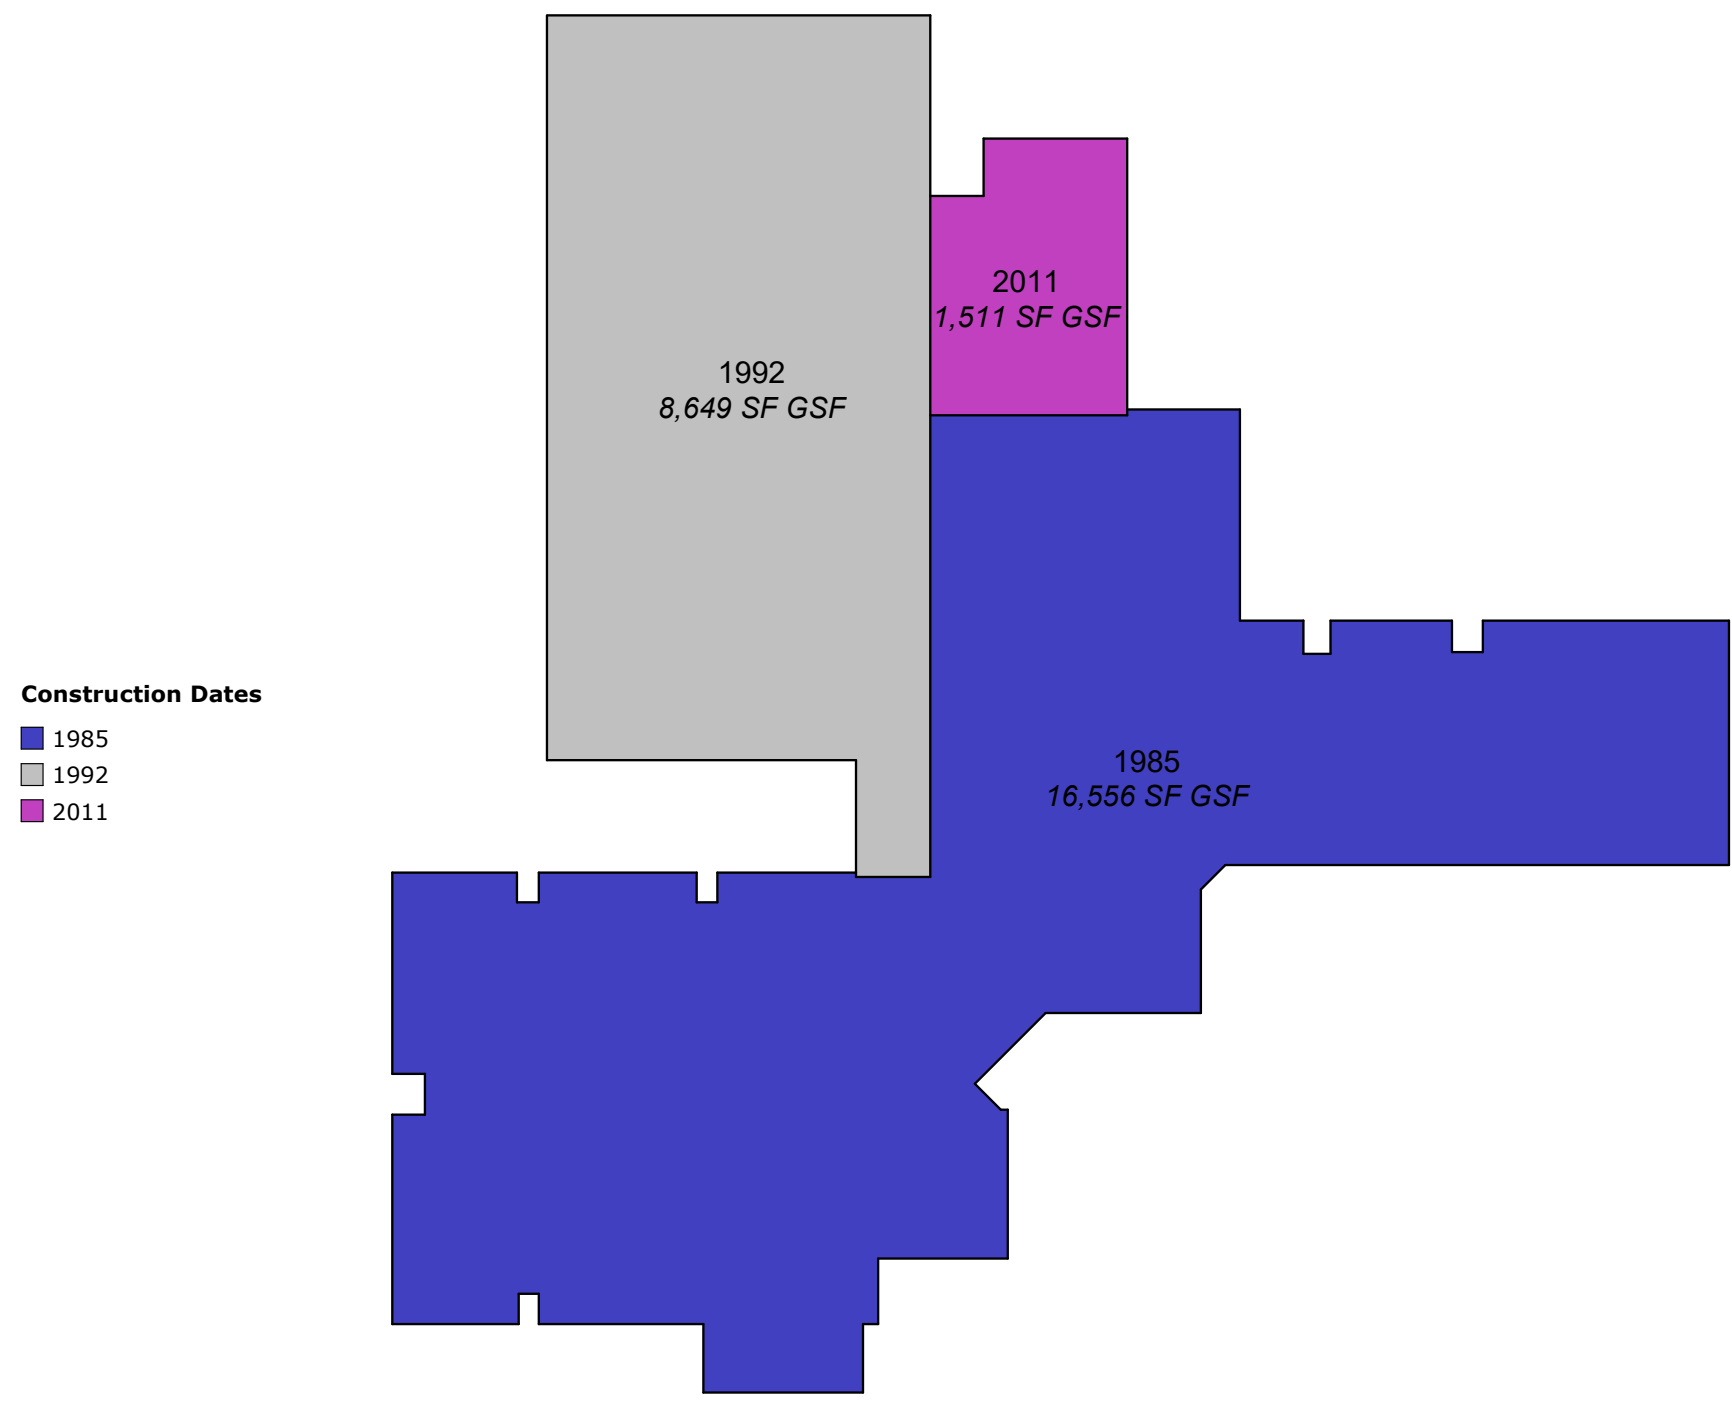 2011
1,511 SF GSF
1992
8,649 SF GSF
Construction Dates
1985
1992
2011
1985
16,556 SF GSF